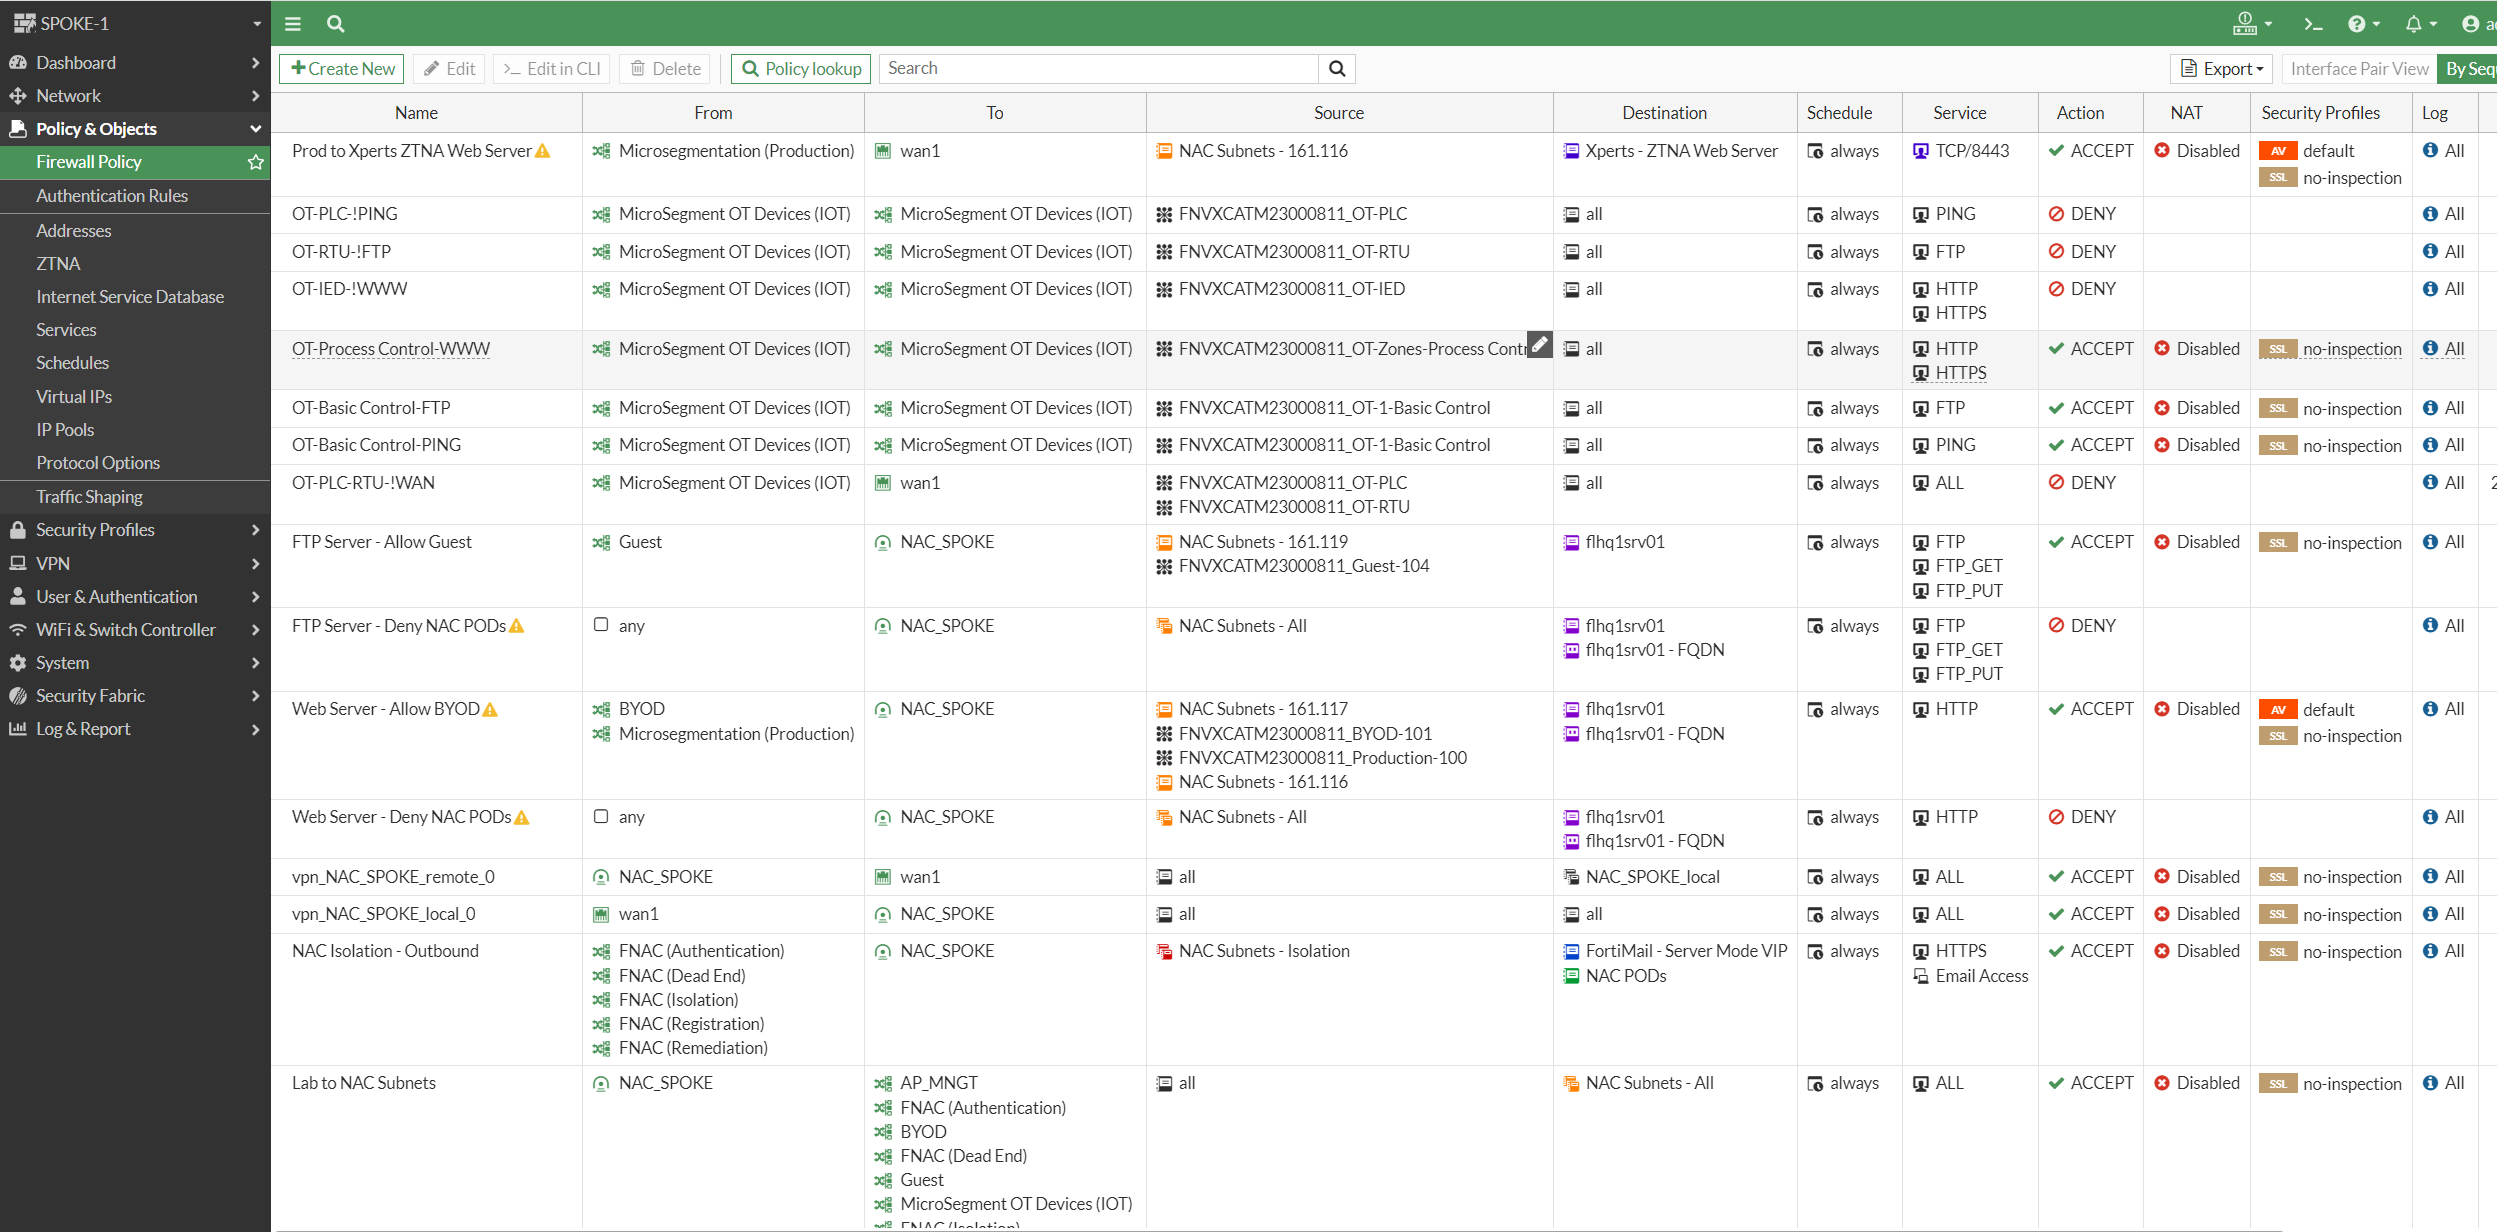 SPOKE-1
Dashboard
Network
Policy & Objects
Firewall Policy
Authentication Rules
Addresses
ZTNA
Internet Service Database
Services
Schedules
Virtual IPs
IP Pools
Protocol Options
Traffic Shaping
Security Profiles
VPN
User & Authentication
WiFi & Switch Controller
System
Security Fabric
Log & Report
Create New Edit >_ Edit in CLI Delete Policy lookup Search Export Interface Pair View By Sequ
Name From To Source Destination Schedule Service Action NAT Security Profiles Log
Prod to Xperts ZTNA Web Server Microsegmentation (Production) wan1 NAC Subnets - 161.116 Xperts - ZTNA Web Server always TCP/8443 ACCEPT Disabled AV default All
SSL no-inspection
OT-PLC-!PING MicroSegment OT Devices (IOT) MicroSegment OT Devices (IOT) FNVXCATM23000811_OT-PLC all always PING DENY All
OT-RTU-!FTP MicroSegment OT Devices (IOT) MicroSegment OT Devices (IOT) FNVXCATM23000811_OT-RTU all always FTP DENY All
OT-IED-!WWW MicroSegment OT Devices (IOT) MicroSegment OT Devices (IOT) FNVXCATM23000811_OT-IED all always HTTP DENY All
HTTPS
OT-Process Control-WWW MicroSegment OT Devices (IOT) MicroSegment OT Devices (IOT) FNVXCATM23000811_OT-Zones-Process Contr all always HTTP ACCEPT Disabled SSL no-inspection All
HTTPS
OT-Basic Control-FTP MicroSegment OT Devices (IOT) MicroSegment OT Devices (IOT) FNVXCATM23000811_OT-1-Basic Control all always FTP ACCEPT Disabled SSL no-inspection All
OT-Basic Control-PING MicroSegment OT Devices (IOT) MicroSegment OT Devices (IOT) FNVXCATM23000811_OT-1-Basic Control all always PING ACCEPT Disabled SSL no-inspection All
OT-PLC-RTU-!WAN MicroSegment OT Devices (IOT) wan1 FNVXCATM23000811_OT-PLC all always ALL DENY All 2
FNVXCATM23000811_OT-RTU
FTP Server - Allow Guest Guest NAC_SPOKE NAC Subnets - 161.119 flhq1srv01 always FTP ACCEPT Disabled SSL no-inspection All
FNVXCATM23000811_Guest-104 FTP_GET
FTP_PUT
FTP Server - Deny NAC PODs any NAC_SPOKE NAC Subnets - All flhq1srv01 always FTP DENY All
flhq1srv01 - FQDN FTP_GET
FTP_PUT
Web Server - Allow BYOD BYOD NAC_SPOKE NAC Subnets - 161.117 flhq1srv01 always HTTP ACCEPT Disabled AV default All
Microsegmentation (Production) FNVXCATM23000811_BYOD-101 flhq1srv01 - FQDN SSL no-inspection
FNVXCATM23000811_Production-100
NAC Subnets - 161.116
Web Server - Deny NAC PODs any NAC_SPOKE NAC Subnets - All flhq1srv01 always HTTP DENY All
flhq1srv01 - FQDN
vpn_NAC_SPOKE_remote_0 NAC_SPOKE wan1 all NAC_SPOKE_local always ALL ACCEPT Disabled SSL no-inspection All
vpn_NAC_SPOKE_local_0 wan1 NAC_SPOKE all all always ALL ACCEPT Disabled SSL no-inspection All
NAC Isolation - Outbound FNAC (Authentication) NAC_SPOKE NAC Subnets - Isolation FortiMail - Server Mode VIP always HTTPS ACCEPT Disabled SSL no-inspection All
FNAC (Dead End) NAC PODs Email Access
FNAC (Isolation)
FNAC (Registration)
FNAC (Remediation)
Lab to NAC Subnets NAC_SPOKE AP_MNGT all NAC Subnets - All always ALL ACCEPT Disabled SSL no-inspection All
FNAC (Authentication)
BYOD
FNAC (Dead End)
Guest
MicroSegment OT Devices (IOT)
FNAC (Isolation)